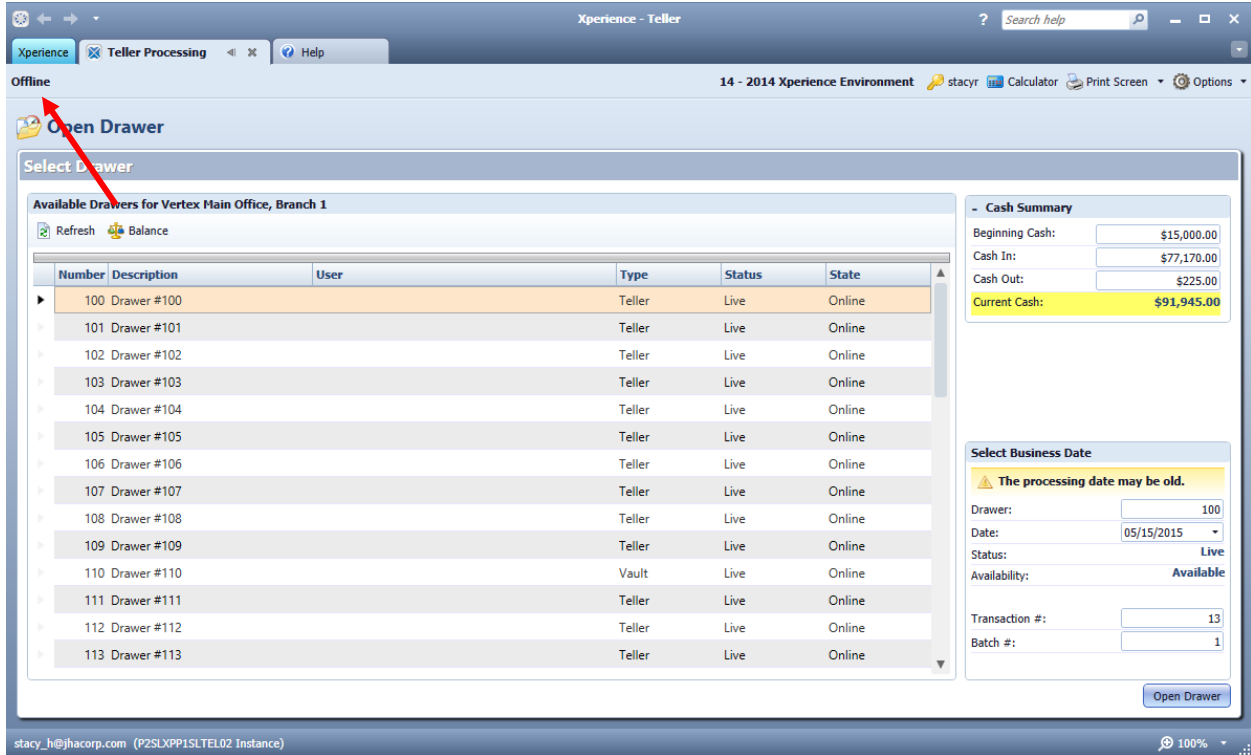 Xperience - Teller
? Search help
Xperience Teller Processing Help
Offline 14 - 2014 Xperience Environment stacyr Calculator Print Screen Options
Open Drawer
Select Drawer
Available Drawers for Vertex Main Office, Branch 1
Refresh Balance
Number Description User Type Status State
100 Drawer #100 Teller Live Online
101 Drawer #101 Teller Live Online
102 Drawer #102 Teller Live Online
103 Drawer #103 Teller Live Online
104 Drawer #104 Teller Live Online
105 Drawer #105 Teller Live Online
106 Drawer #106 Teller Live Online
107 Drawer #107 Teller Live Online
108 Drawer #108 Teller Live Online
109 Drawer #109 Teller Live Online
110 Drawer #110 Vault Live Online
111 Drawer #111 Teller Live Online
112 Drawer #112 Teller Live Online
113 Drawer #113 Teller Live Online
- Cash Summary
Beginning Cash: $15,000.00
Cash In: $77,170.00
Cash Out: $225.00
Current Cash: $91,945.00
Select Business Date
The processing date may be old.
Drawer: 100
Date: 05/15/2015
Status: Live
Availability: Available
Transaction #: 13
Batch #: 1
Open Drawer
stacy_h@jhacorp.com (P2SLXPP1SLTEL02 Instance) 100%